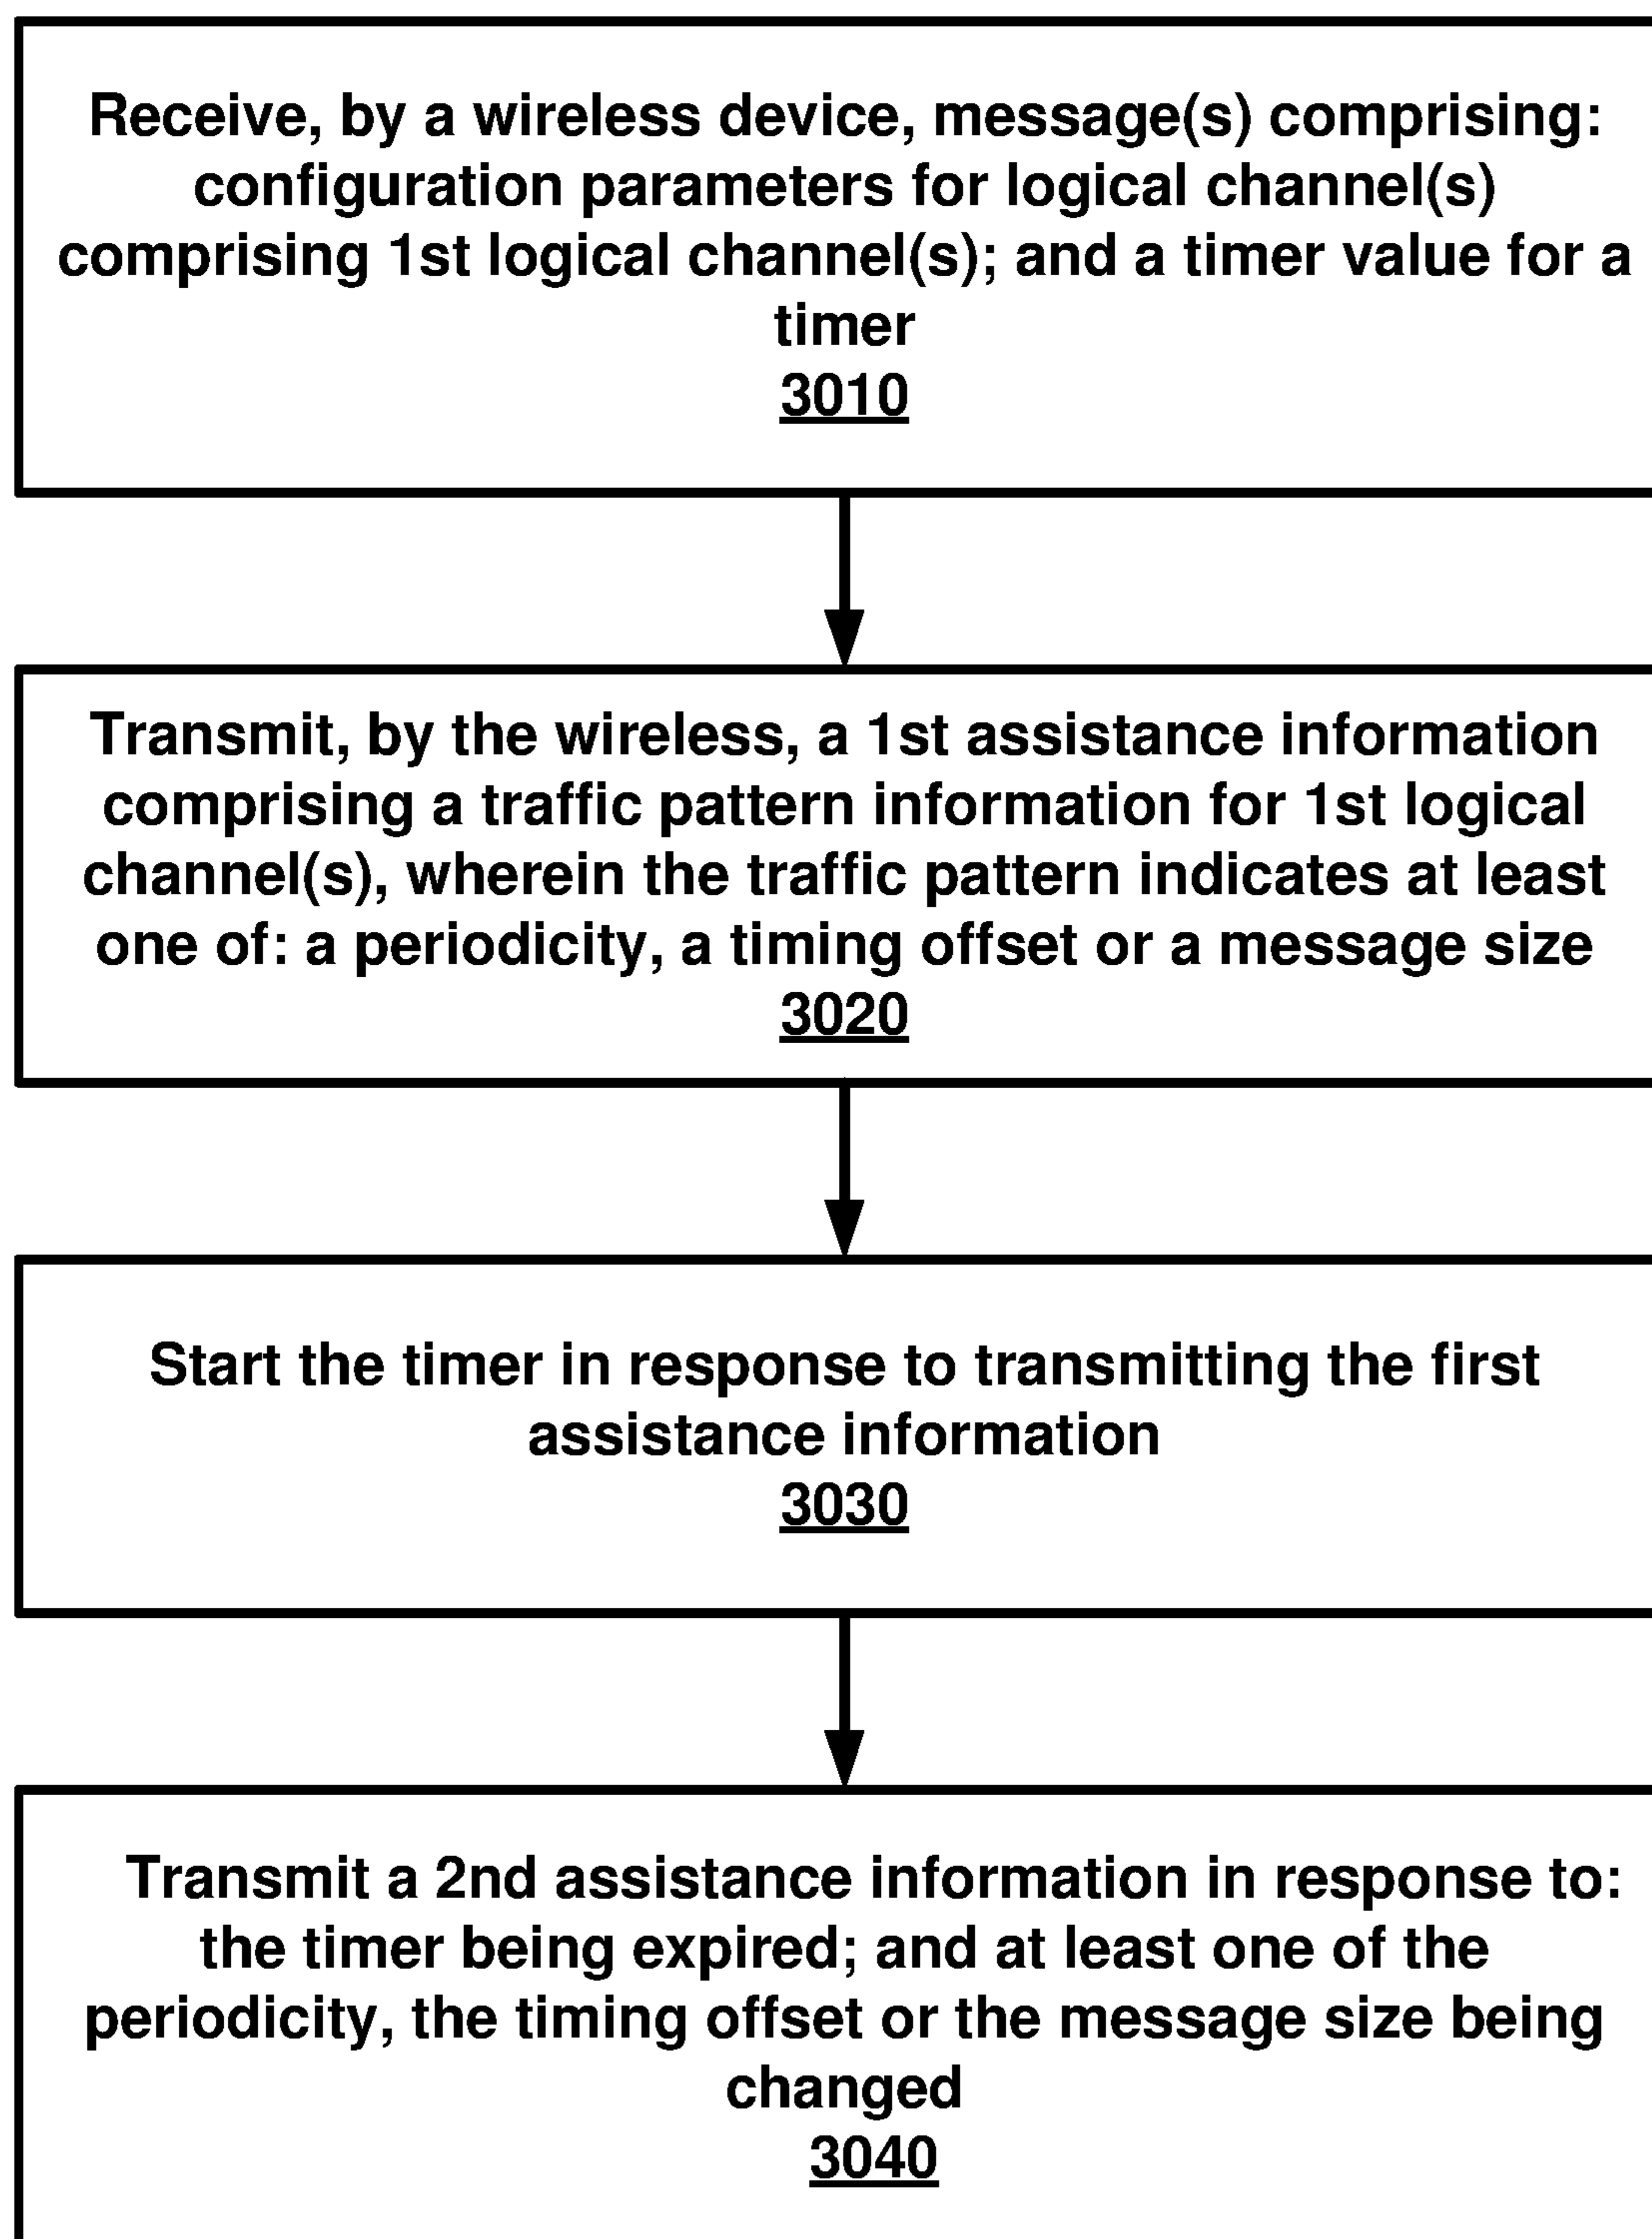 Receive, by a wireless device, message(s) comprising:
configuration parameters for logical channel(s)
comprising 1st logical channel(s); and a timer value for a
timer
3010
Transmit, by the wireless, a 1st assistance information
comprising a traffic pattern information for 1st logical
channel(s), wherein the traffic pattern indicates at least
one of: a periodicity, a timing offset or a message size
3020
Start the timer in response to transmitting the first
assistance information
3030
Transmit a 2nd assistance information in response to:
the timer being expired; and at least one of the
periodicity, the timing offset or the message size being
changed
3040